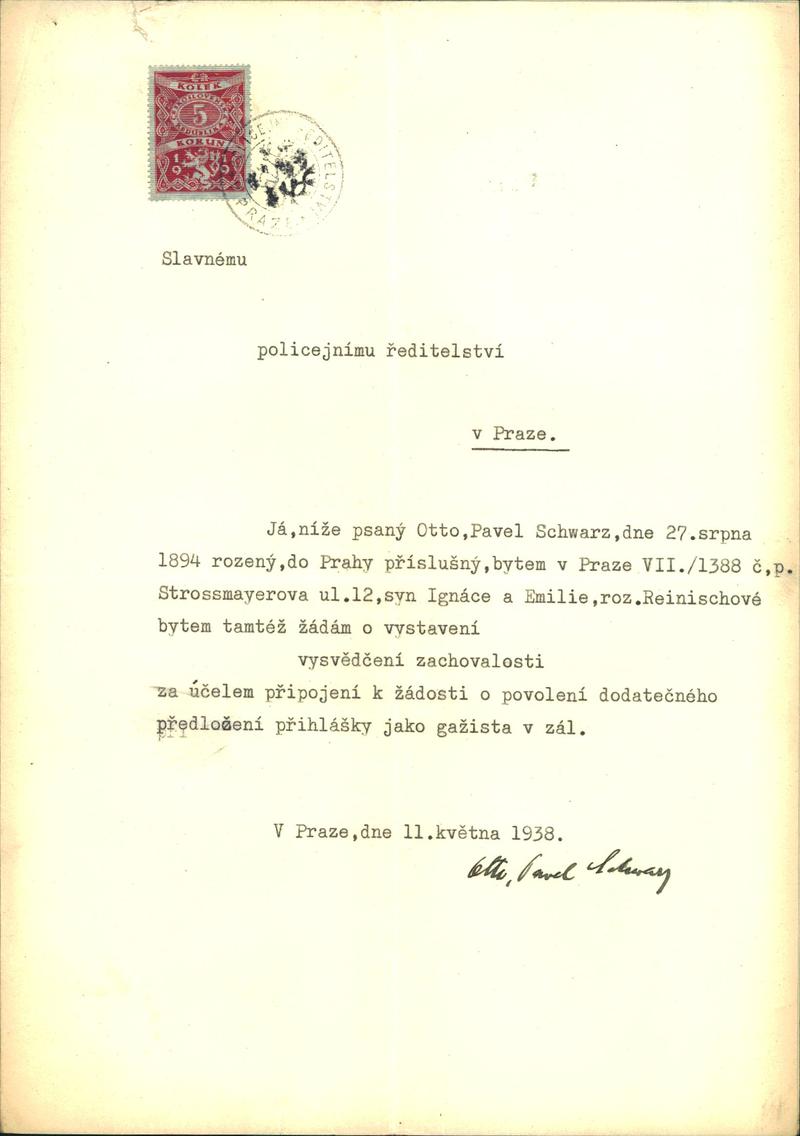 KOLEK
5
KORUN
1919
PRAZE
Slavnému
policejnímu ředitelství
v Praze.
Já,níže psaný Otto,Pavel Schwarz,dne 27.srpna
1894 rozený,do Prahy příslušný,bytem v Praze VII./1388 č,p.
Strossmayerova ul.12,syn Ignáce a Emilie,roz.Reinischové
bytem tamtéž žádám o vystavení
vysvědčení zachovalosti
za účelem připojení k žádosti o povolení dodatečného
předložení přihlášky jako gažista v zál.
V Praze,dne 11.května 1938.
Otto, Pavel Schwarz